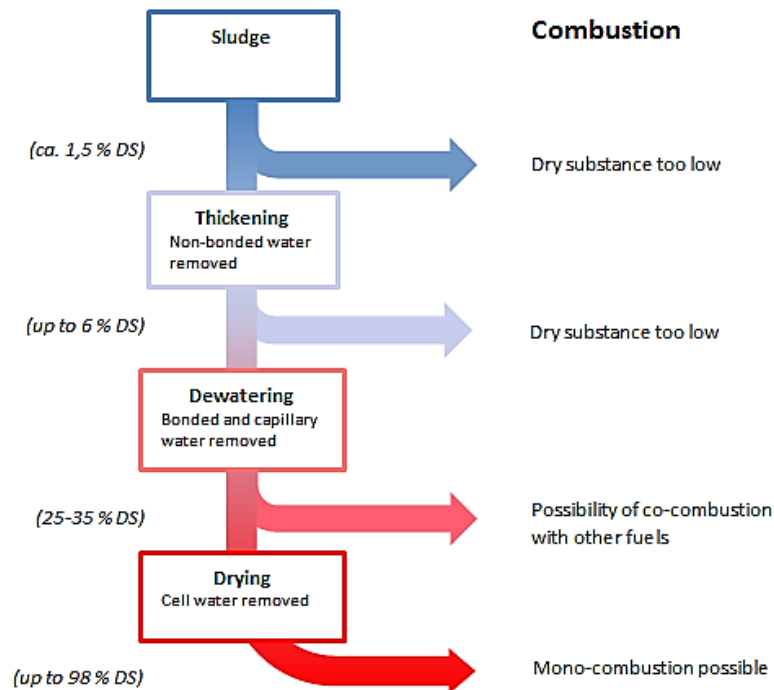 Sludge
Combustion
(ca. 1,5 % DS)
Dry substance too low
Thickening
Non-bonded water
removed
(up to 6 % DS)
Dry substance too low
Dewatering
Bonded and capillary
water removed
(25-35 % DS)
Possibility of co-combustion
with other fuels
Drying
Cell water removed
(up to 98 % DS)
Mono-combustion possible